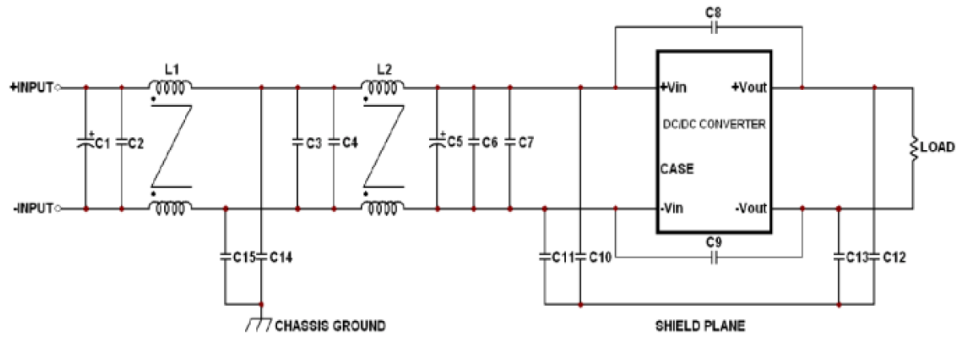 C8
L1
L2
+INPUT
+Vin
+Vout
DC/DC CONVERTER
+
C1
C2
C3
C4
+
C5
C6
C7
LOAD
CASE
-INPUT
-Vin
-Vout
C9
C15
C14
C11
C10
C13
C12
CHASSIS GROUND
SHIELD PLANE